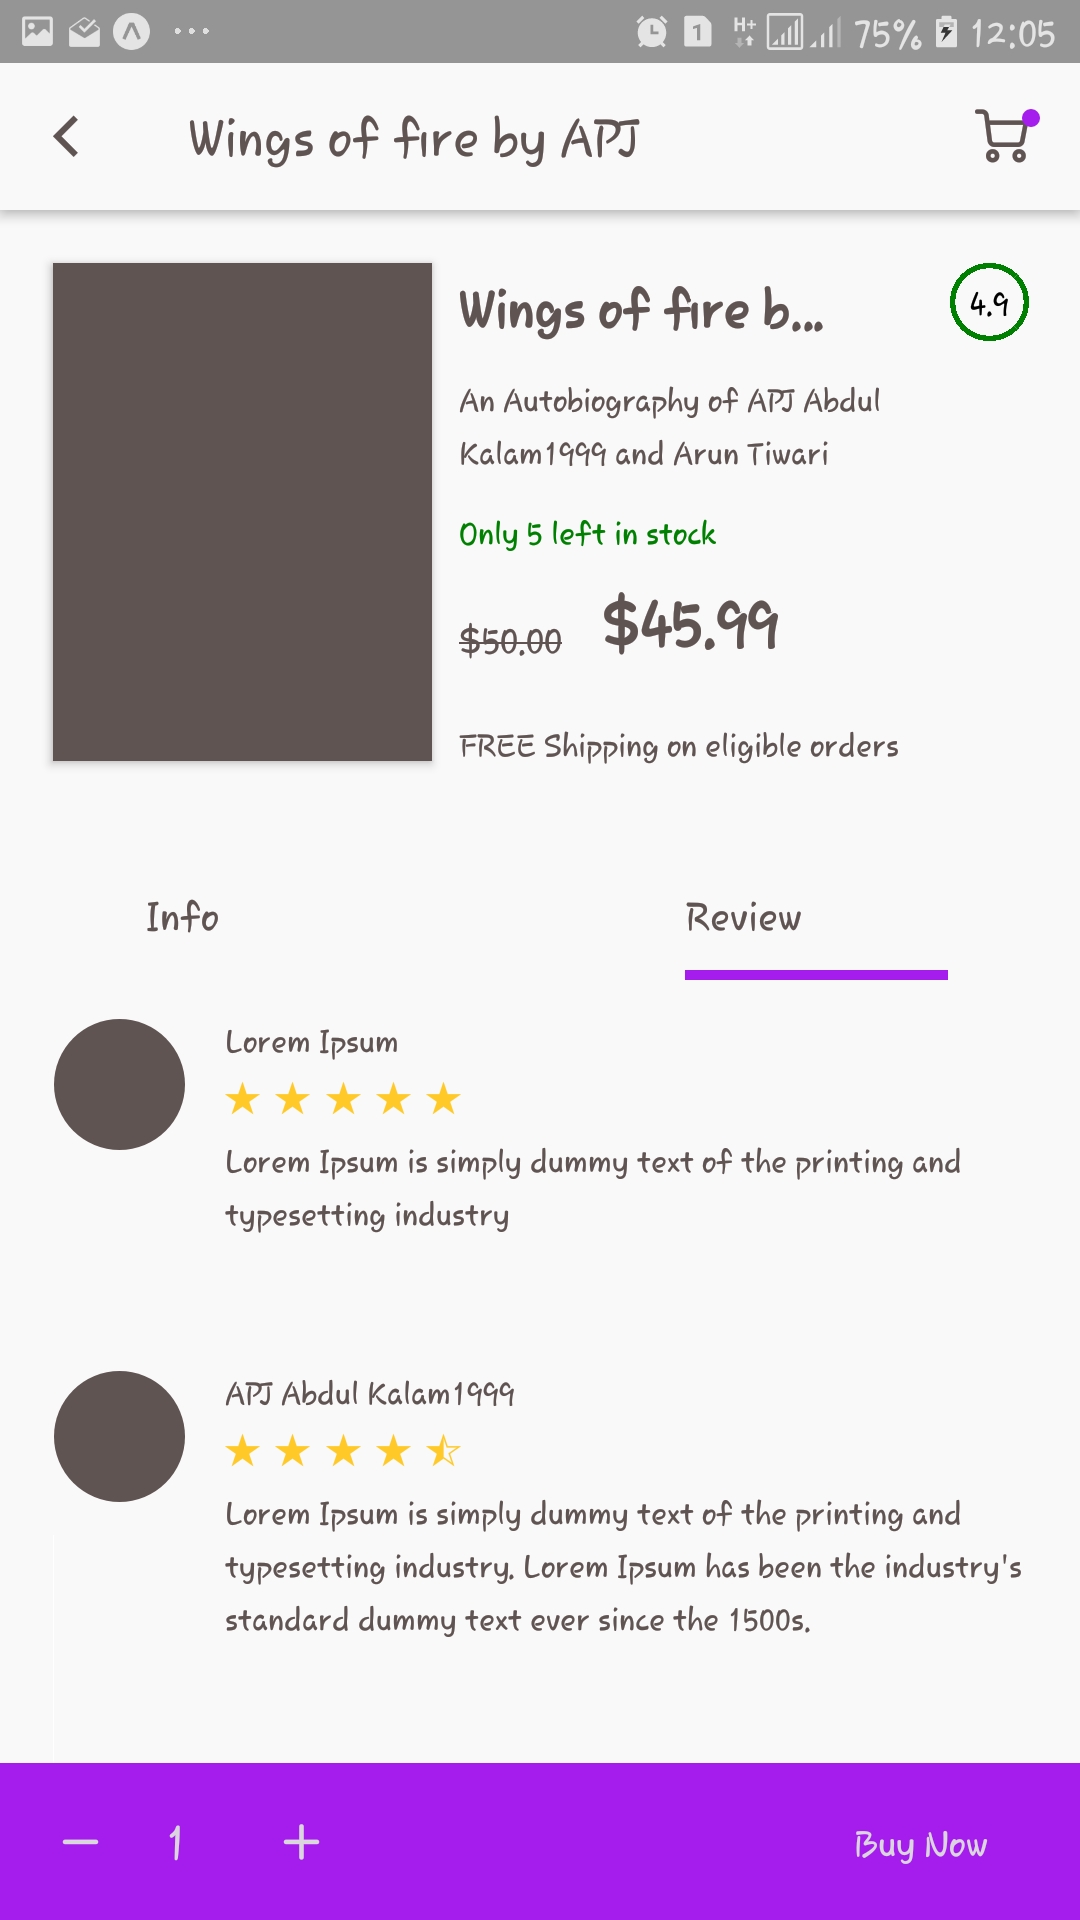 1 H+ 75% 12:05
Wings of fire by APJ
Wings of fire b...
4.9
An Autobiography of APJ Abdul
Kalam1999 and Arun Tiwari
Only 5 left in stock
$50.00 $45.99
FREE Shipping on eligible orders
Info Review
Lorem Ipsum
Lorem Ipsum is simply dummy text of the printing and
typesetting industry
APJ Abdul Kalam1999
Lorem Ipsum is simply dummy text of the printing and
typesetting industry. Lorem Ipsum has been the industry's
standard dummy text ever since the 1500s.
1 Buy Now